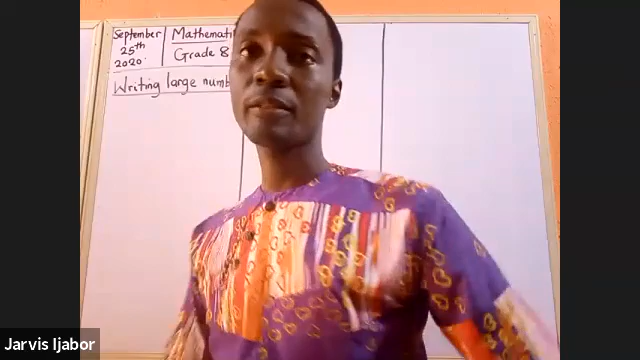 September
25th
2020.
Mathemati
Grade 8
Writing large numb
Jarvis Ijabor